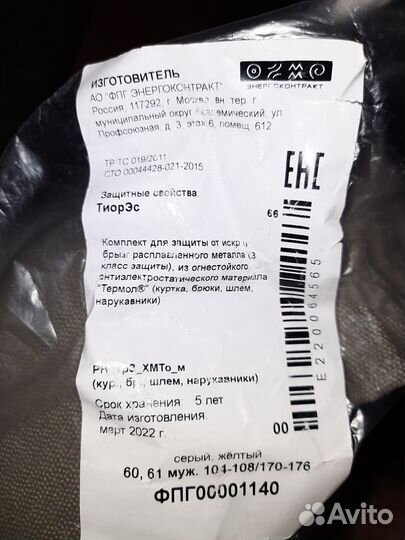 ИЗГОТОВИТЕЛЬ
АО "ФПГ ЭНЕРГОКОНТРАКТ"
Россия, 117292, г. Москва, вн. тер. г.
муниципальный округ Академический, ул.
Профсоюзная, д. 3, этаж 6, помещ. 612
ЭНЕРГОКОНТРАКТ
ТР ТС 019/2011
СТО 00044428-021-2015
EAC
Защитные свойства
ТиорЭс
66
Комплект для защиты от искр и
брызг расплавленного металла (3
класс защиты), из огнестойкого
антиэлектростатического материала
"Термол®" (куртка, брюки, шлем,
нарукавники)
E220064565
00
(кур., бр., шлем, нарукавники)
Срок хранения: 5 лет
Дата изготовления:
март 2022 г.
серый, жёлтый
60, 61 муж. 104-108/170-176
ФПГ00001140
Avito